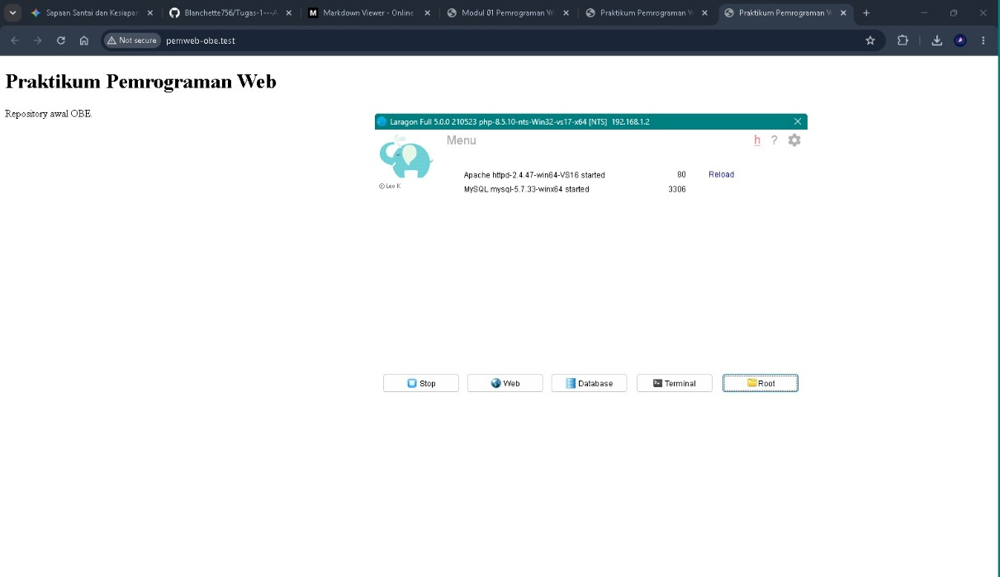 Sapaan Santai dan Kesiapan
Blanchette756/Tugas-1---A
Markdown Viewer - Online
Modul 01 Pemrograman W
Praktikum Pemrograman W
Praktikum Pemrograman W
Not secure
pemweb-obe.test
Praktikum Pemrograman Web
Repository awal OBE.
Laragon Full 5.0.0 210523 php-8.5.10-nts-Win32-vs17-x64 [NTS] 192.168.1.2
Menu
h ?
© Leo K
Apache httpd-2.4.47-win64-VS16 started 80 Reload
MySQL mysql-5.7.33-winx64 started 3306
Stop Web Database Terminal Root